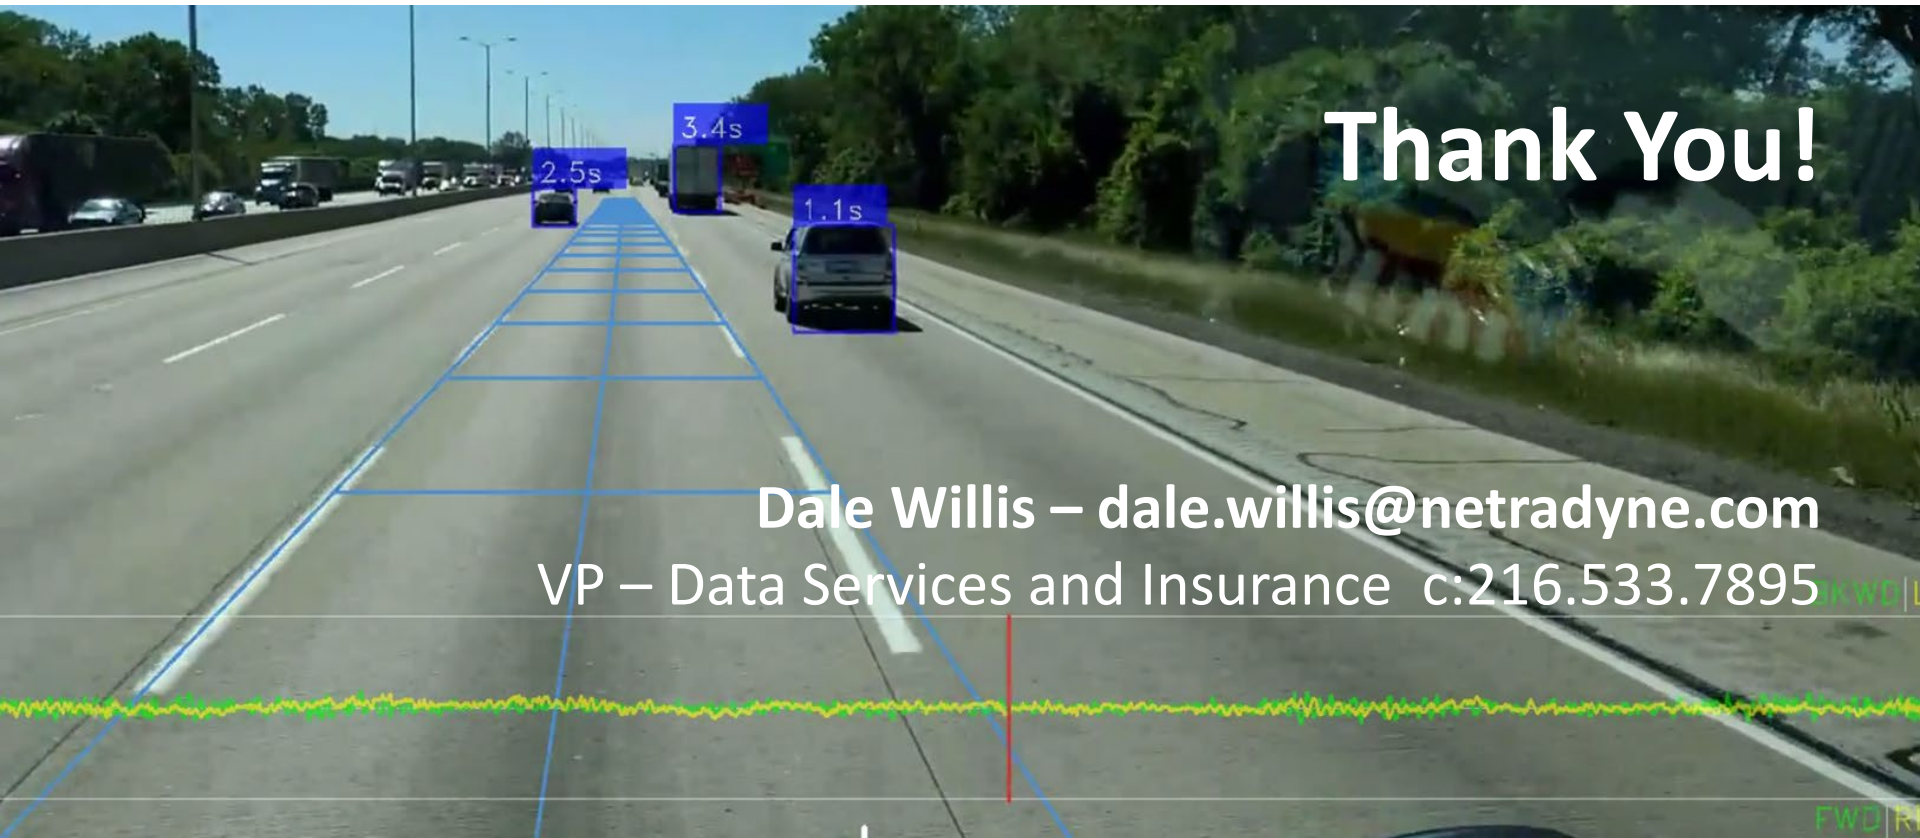 3.4s
Thank You!
2.5s
1.1s
Dale Willis – dale.willis@netradyne.com
VP – Data Services and Insurance c:216.533.7895
BKWD|L
FWD|R